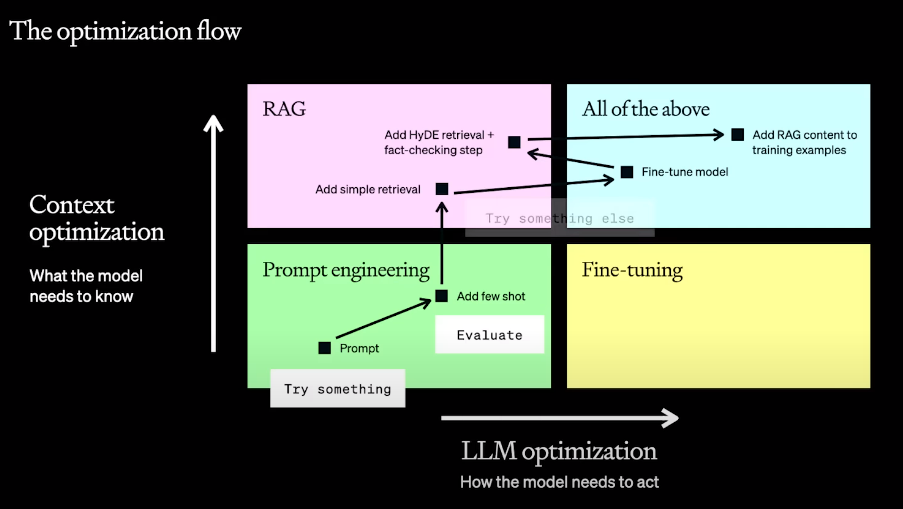 The optimization flow
RAG
All of the above
Add HyDE retrieval +
fact-checking step
Add RAG content to
training examples
Add simple retrieval
Fine-tune model
Try something else
Context
optimization
What the model
needs to know
Prompt engineering
Fine-tuning
Add few shot
Evaluate
Prompt
Try something
LLM optimization
How the model needs to act